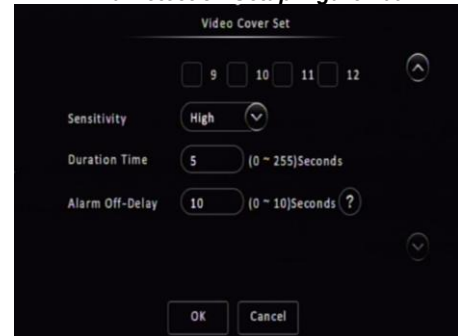 Video Cover Set
9 10 11 12
Sensitivity High
Duration Time 5 (0 ~ 255)Seconds
Alarm Off-Delay 10 (0 ~ 10)Seconds ?
OK Cancel